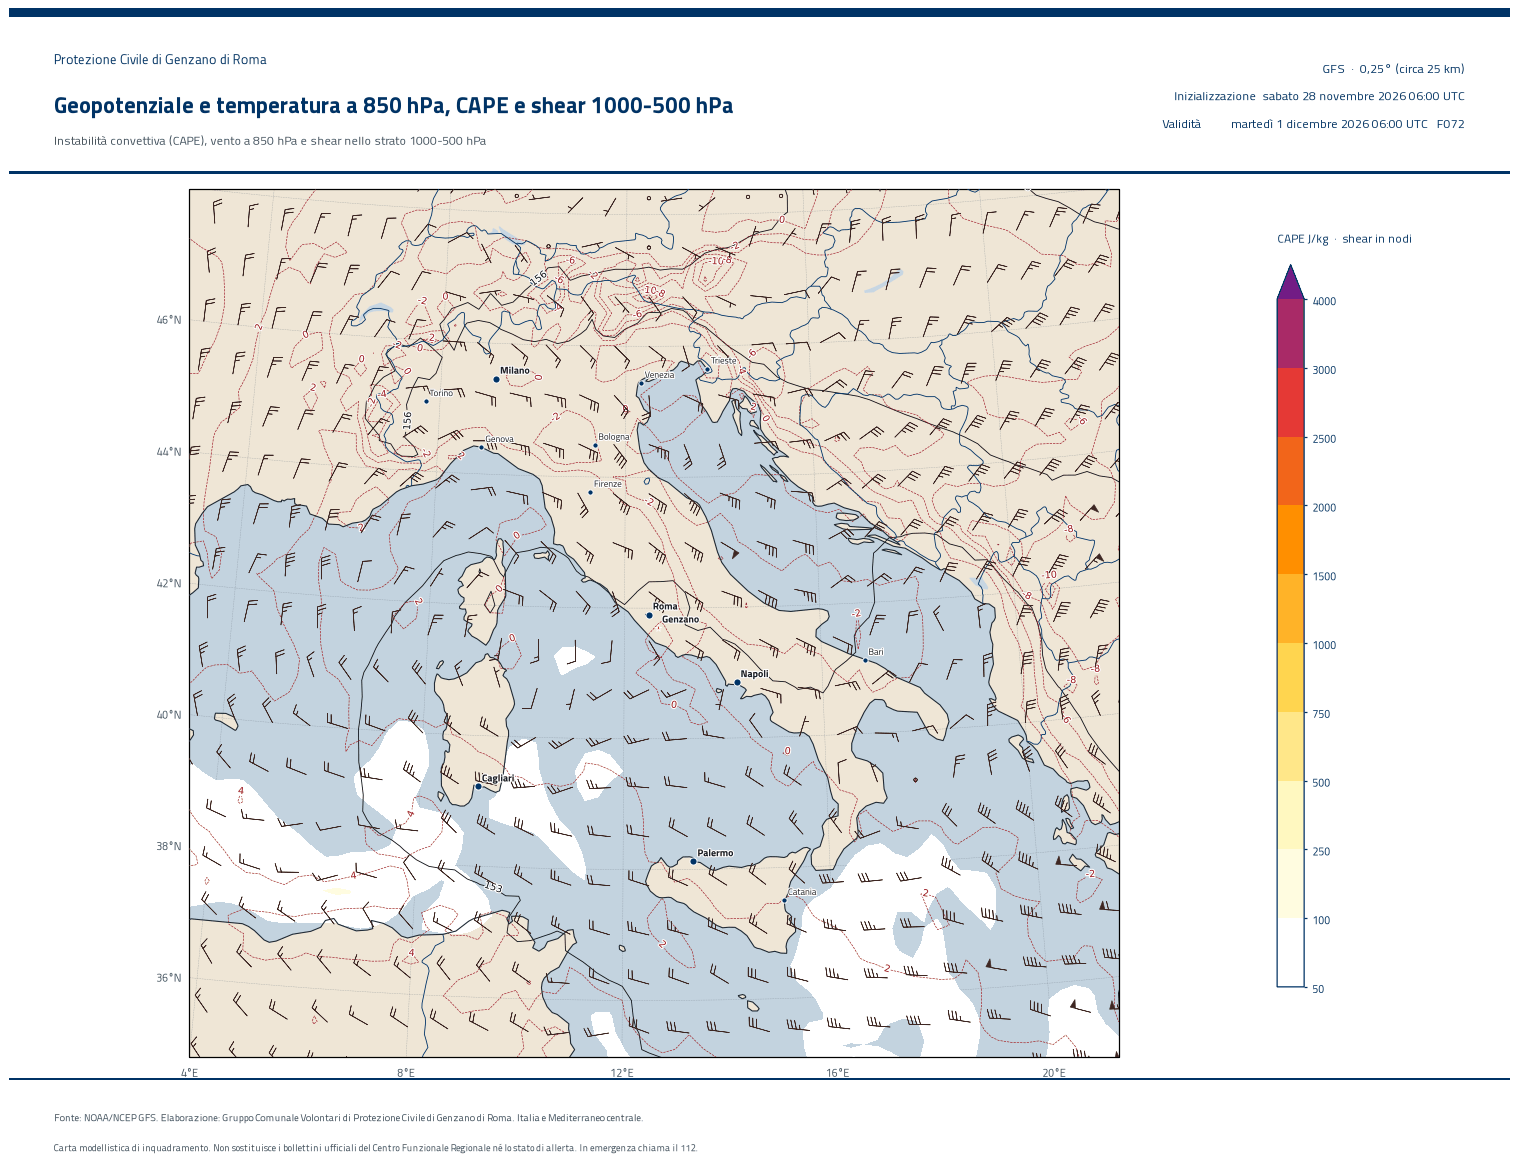 Protezione Civile di Genzano di Roma
Geopotenziale e temperatura a 850 hPa, CAPE e shear 1000-500 hPa
Instabilità convettiva (CAPE), vento a 850 hPa e shear nello strato 1000-500 hPa
GFS · 0,25° (circa 25 km)
Inizializzazione sabato 28 novembre 2026 06:00 UTC
Validità martedì 1 dicembre 2026 06:00 UTC F072
CAPE J/kg · shear in nodi
4000
3000
2500
2000
1500
1000
750
500
250
100
50
46°N
44°N
42°N
40°N
38°N
36°N
4°E
8°E
12°E
16°E
20°E
Milano
Torino
Venezia
Trieste
Genova
Bologna
Firenze
Roma
Genzano
Napoli
Bari
Cagliari
Palermo
Catania
156
156
153
Fonte: NOAA/NCEP GFS. Elaborazione: Gruppo Comunale Volontari di Protezione Civile di Genzano di Roma. Italia e Mediterraneo centrale.
Carta modellistica di inquadramento. Non sostituisce i bollettini ufficiali del Centro Funzionale Regionale né lo stato di allerta. In emergenza chiama il 112.